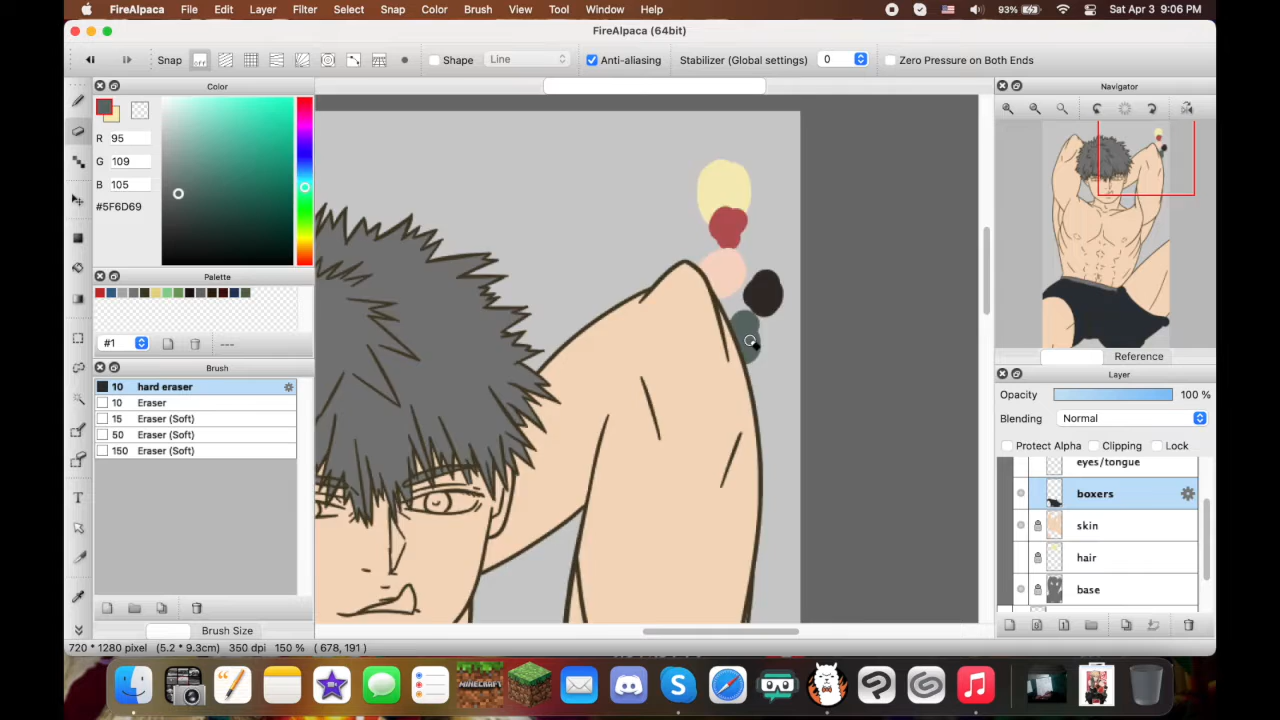 FireAlpaca File Edit Layer Filter Select Snap Color Brush View Tool Window Help 93% Sat Apr 3 9:06 PM
FireAlpaca (64bit)
Snap OFF Shape Line Anti-aliasing Stabilizer (Global settings) 0 Zero Pressure on Both Ends
Color
R 95
G 109
B 105
#5F6D69
Palette
#1 ---
Brush
10 hard eraser
10 Eraser
15 Eraser (Soft)
50 Eraser (Soft)
150 Eraser (Soft)
Brush Size
720 * 1280 pixel (5.2 * 9.3cm) 350 dpi 150 % ( 678, 191 )
Navigator
Reference
Layer
Opacity 100 %
Blending Normal
Protect Alpha Clipping Lock
eyes/tongue
boxers
skin
hair
base
MINECRAFT